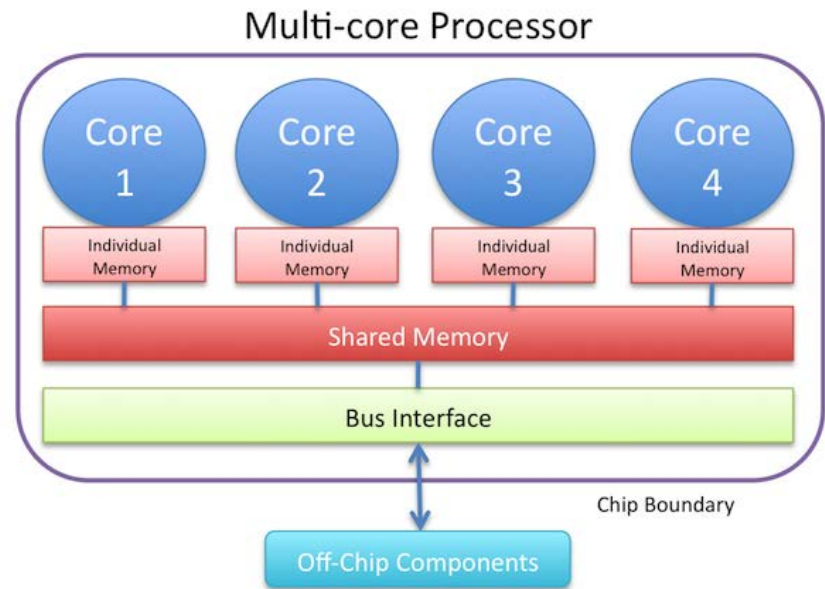 Multi-core Processor
Core
1
Core
2
Core
3
Core
4
Individual
Memory
Individual
Memory
Individual
Memory
Individual
Memory
Shared Memory
Bus Interface
Chip Boundary
Off-Chip Components